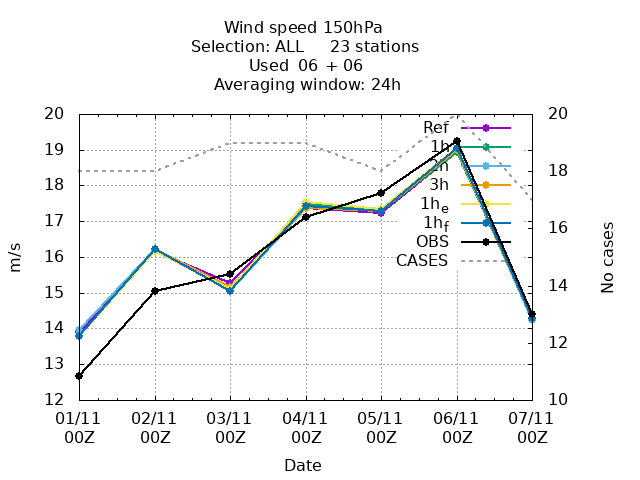 Wind speed 150hPa
Selection: ALL 23 stations
Used 06 + 06
Averaging window: 24h
20 20
Ref
19
1h
2h
18 18
3h
1he
17
1hf
16
OBS
16
CASES
15
14
14
13
12 10
m/s
No cases
01/11 02/11 03/11 04/11 05/11 06/11 07/11
00Z 00Z 00Z 00Z 00Z 00Z 00Z
Date
12